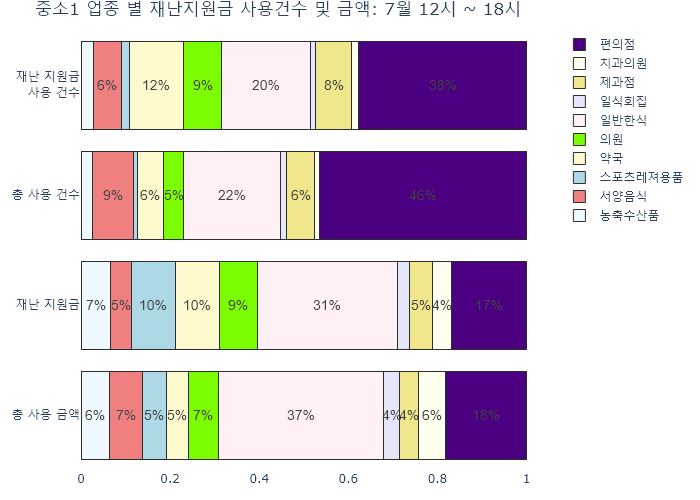 중소1 업종 별 재난지원금 사용건수 및 금액: 7월 12시 ~ 18시
재난 지원금
사용 건수
6%
12%
9%
20%
8%
38%
총 사용 건수
9%
6%
5%
22%
6%
46%
재난 지원금
7%
5%
10%
10%
9%
31%
5%
4%
17%
총 사용 금액
6%
7%
5%
5%
7%
37%
4%
4%
6%
18%
0
0.2
0.4
0.6
0.8
1
편의점
치과의원
제과점
일식회집
일반한식
의원
약국
스포츠레져용품
서양음식
농축수산품